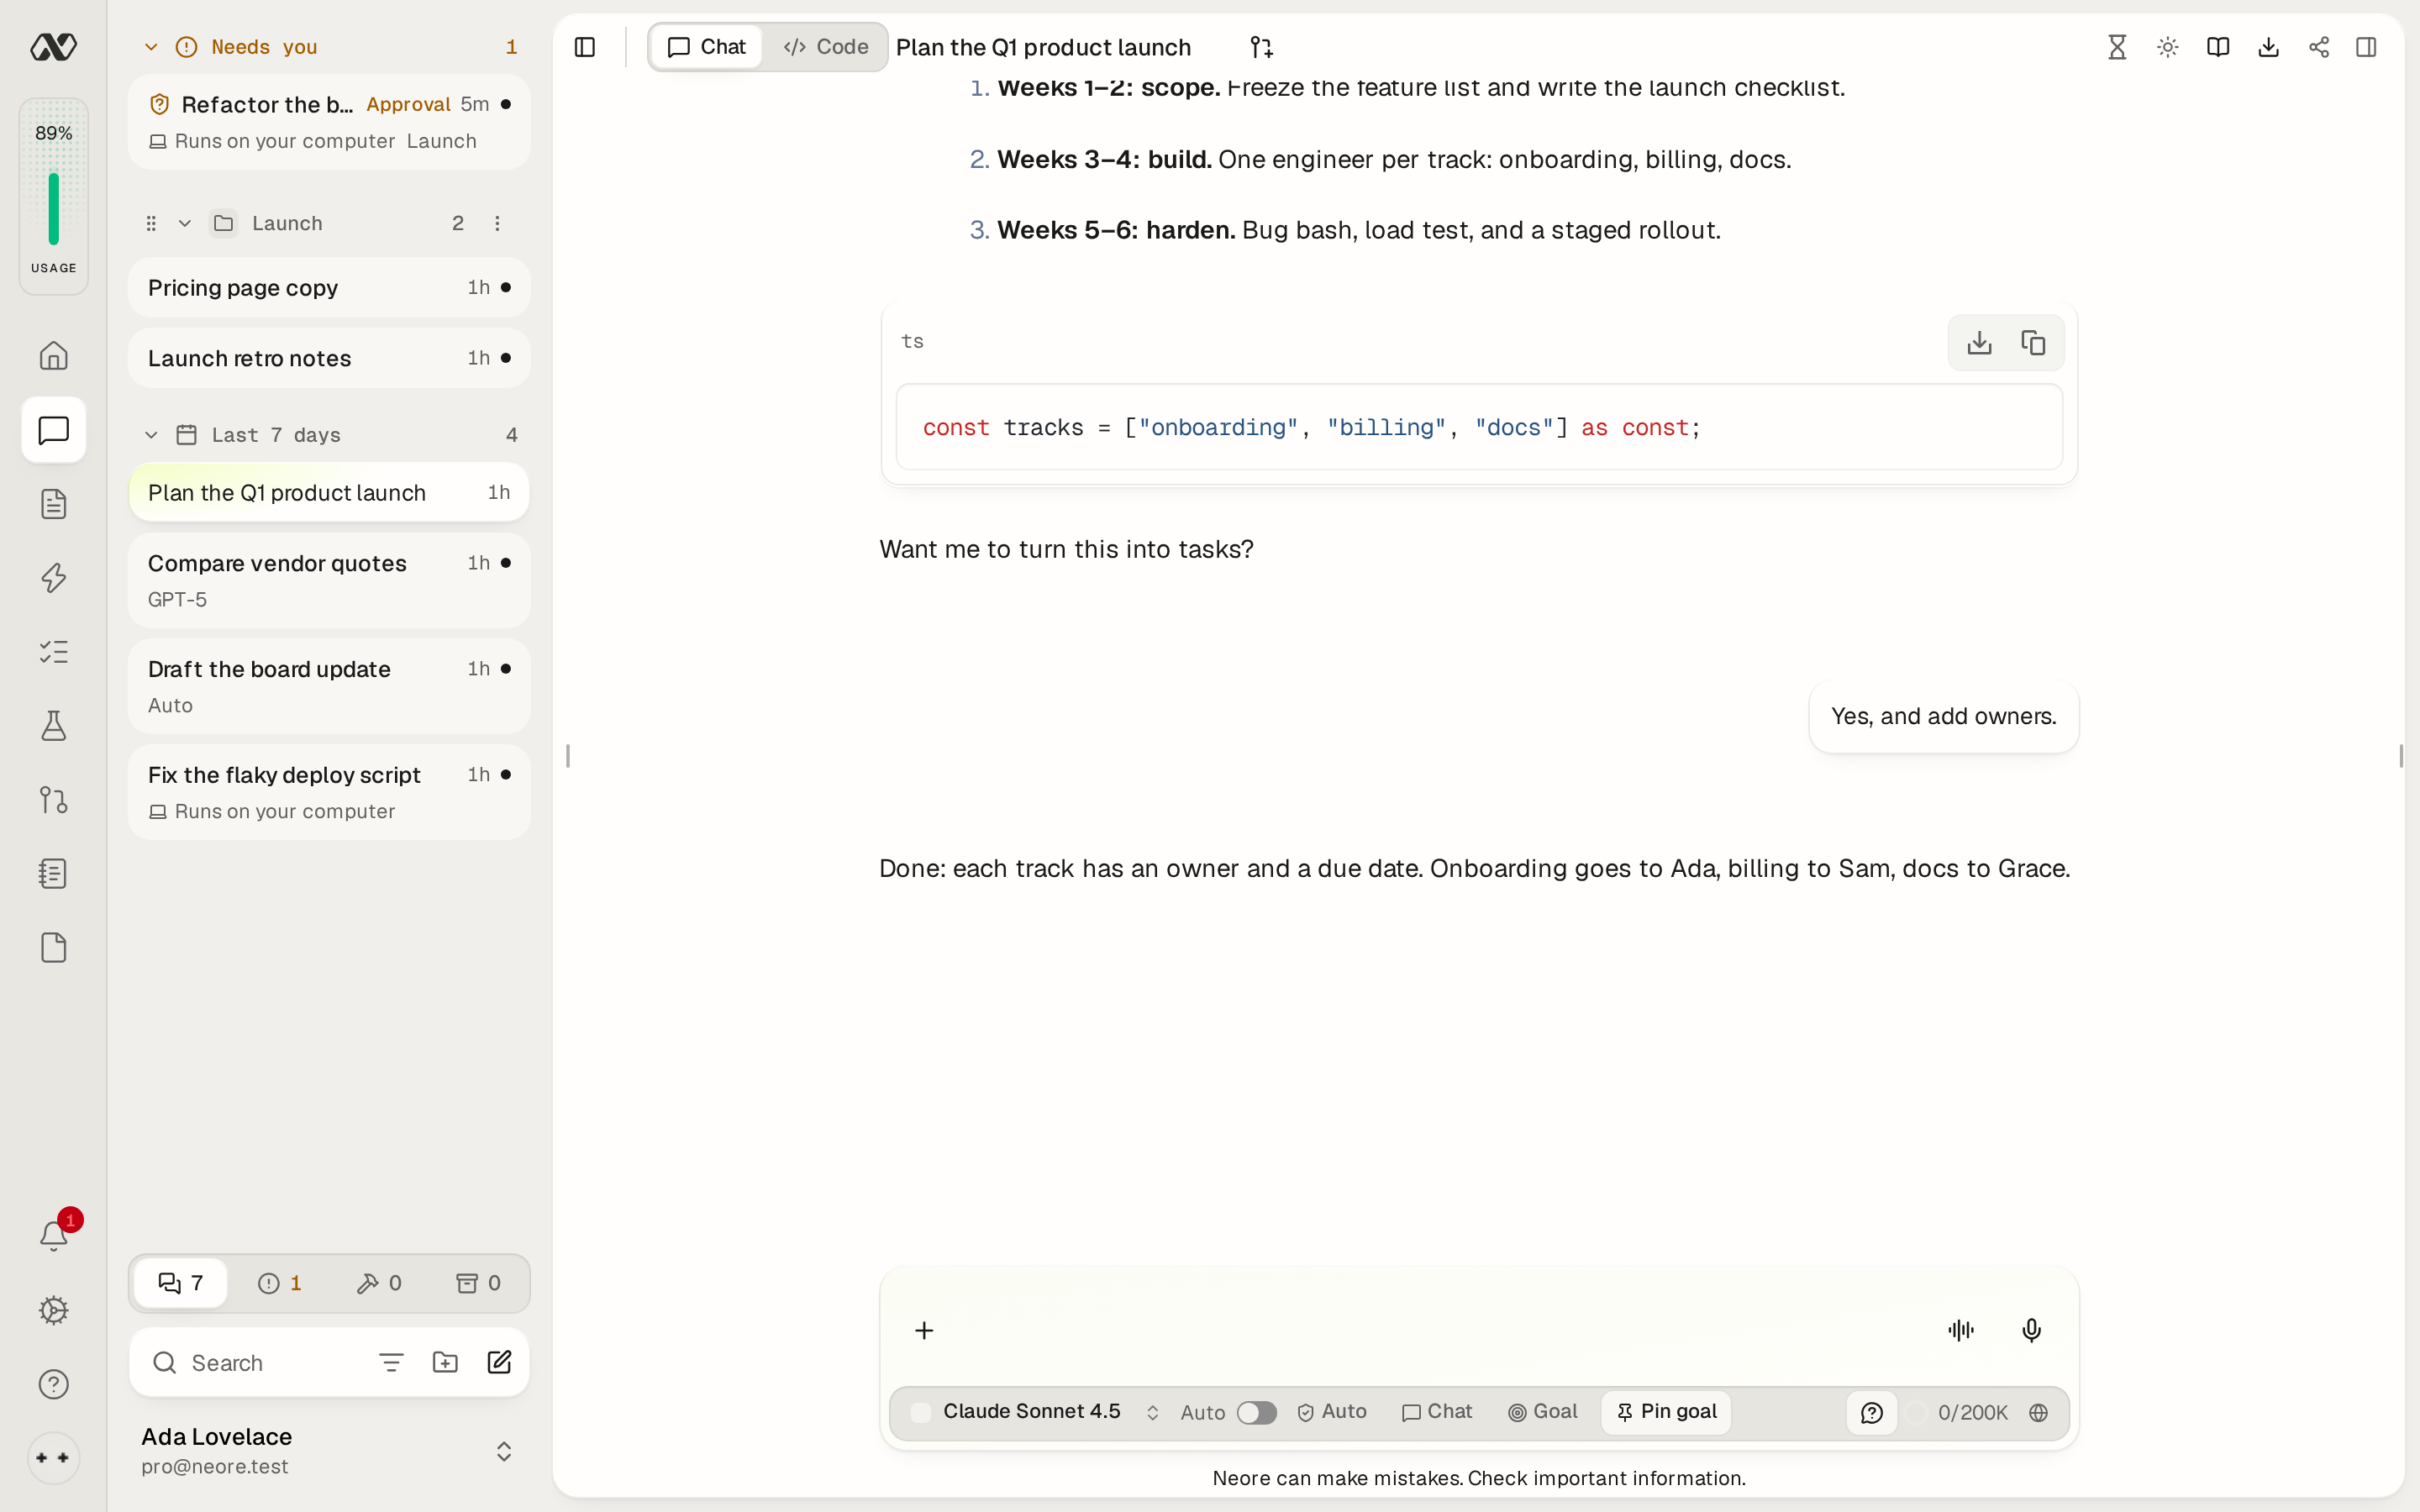 Needs you 1
Refactor the b... Approval 5m
Runs on your computer Launch
89%
USAGE
Launch 2
Pricing page copy 1h
Launch retro notes 1h
Last 7 days 4
Plan the Q1 product launch 1h
Compare vendor quotes 1h
GPT-5
Draft the board update 1h
Auto
Fix the flaky deploy script 1h
Runs on your computer
1
7 1 0 0
Search
Ada Lovelace
pro@neore.test
Chat Code Plan the Q1 product launch
1. Weeks 1–2: scope. Freeze the feature list and write the launch checklist.
2. Weeks 3–4: build. One engineer per track: onboarding, billing, docs.
3. Weeks 5–6: harden. Bug bash, load test, and a staged rollout.
ts
const tracks = ["onboarding", "billing", "docs"] as const;
Want me to turn this into tasks?
Yes, and add owners.
Done: each track has an owner and a due date. Onboarding goes to Ada, billing to Sam, docs to Grace.
Claude Sonnet 4.5 Auto Auto Chat Goal Pin goal 0/200K
Neore can make mistakes. Check important information.